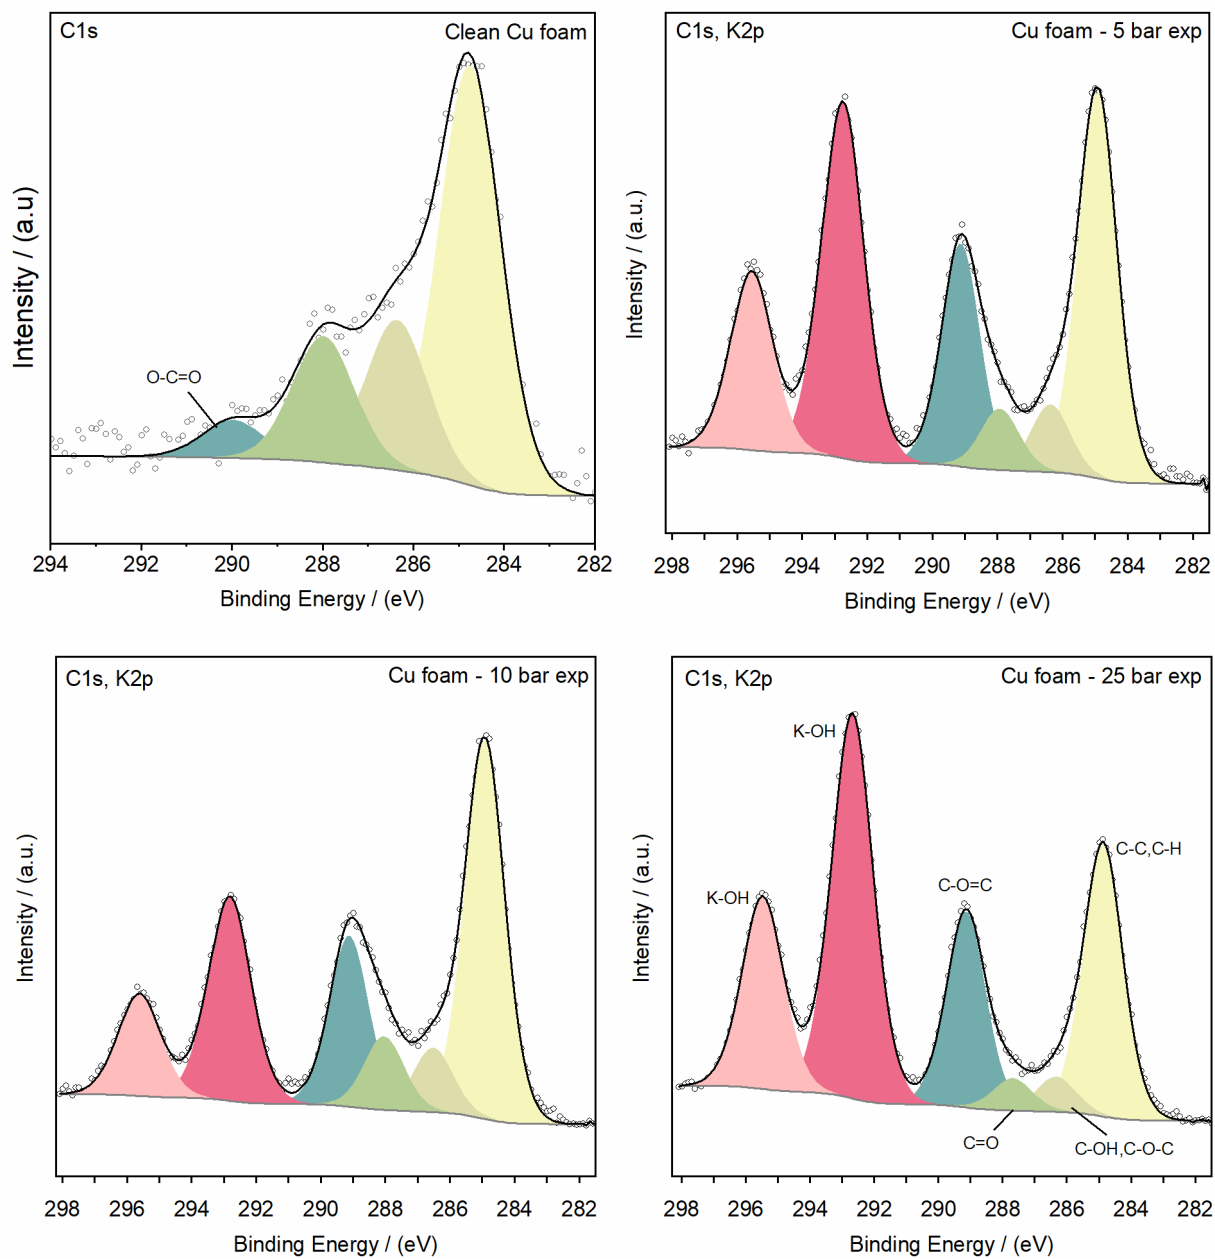 C1s
Clean Cu foam
O-C=O
Intensity / (a.u)
294 292 290 288 286 284 282
Binding Energy / (eV)
C1s, K2p
Cu foam - 5 bar exp
Intensity / (a.u.)
298 296 294 292 290 288 286 284 282
Binding Energy / (eV)
C1s, K2p
Cu foam - 10 bar exp
Intensity / (a.u.)
298 296 294 292 290 288 286 284 282
Binding Energy / (eV)
C1s, K2p
Cu foam - 25 bar exp
K-OH
C-C,C-H
C-O=C
K-OH
C=O
C-OH,C-O-C
Intensity / (a.u.)
298 296 294 292 290 288 286 284 282
Binding Energy / (eV)